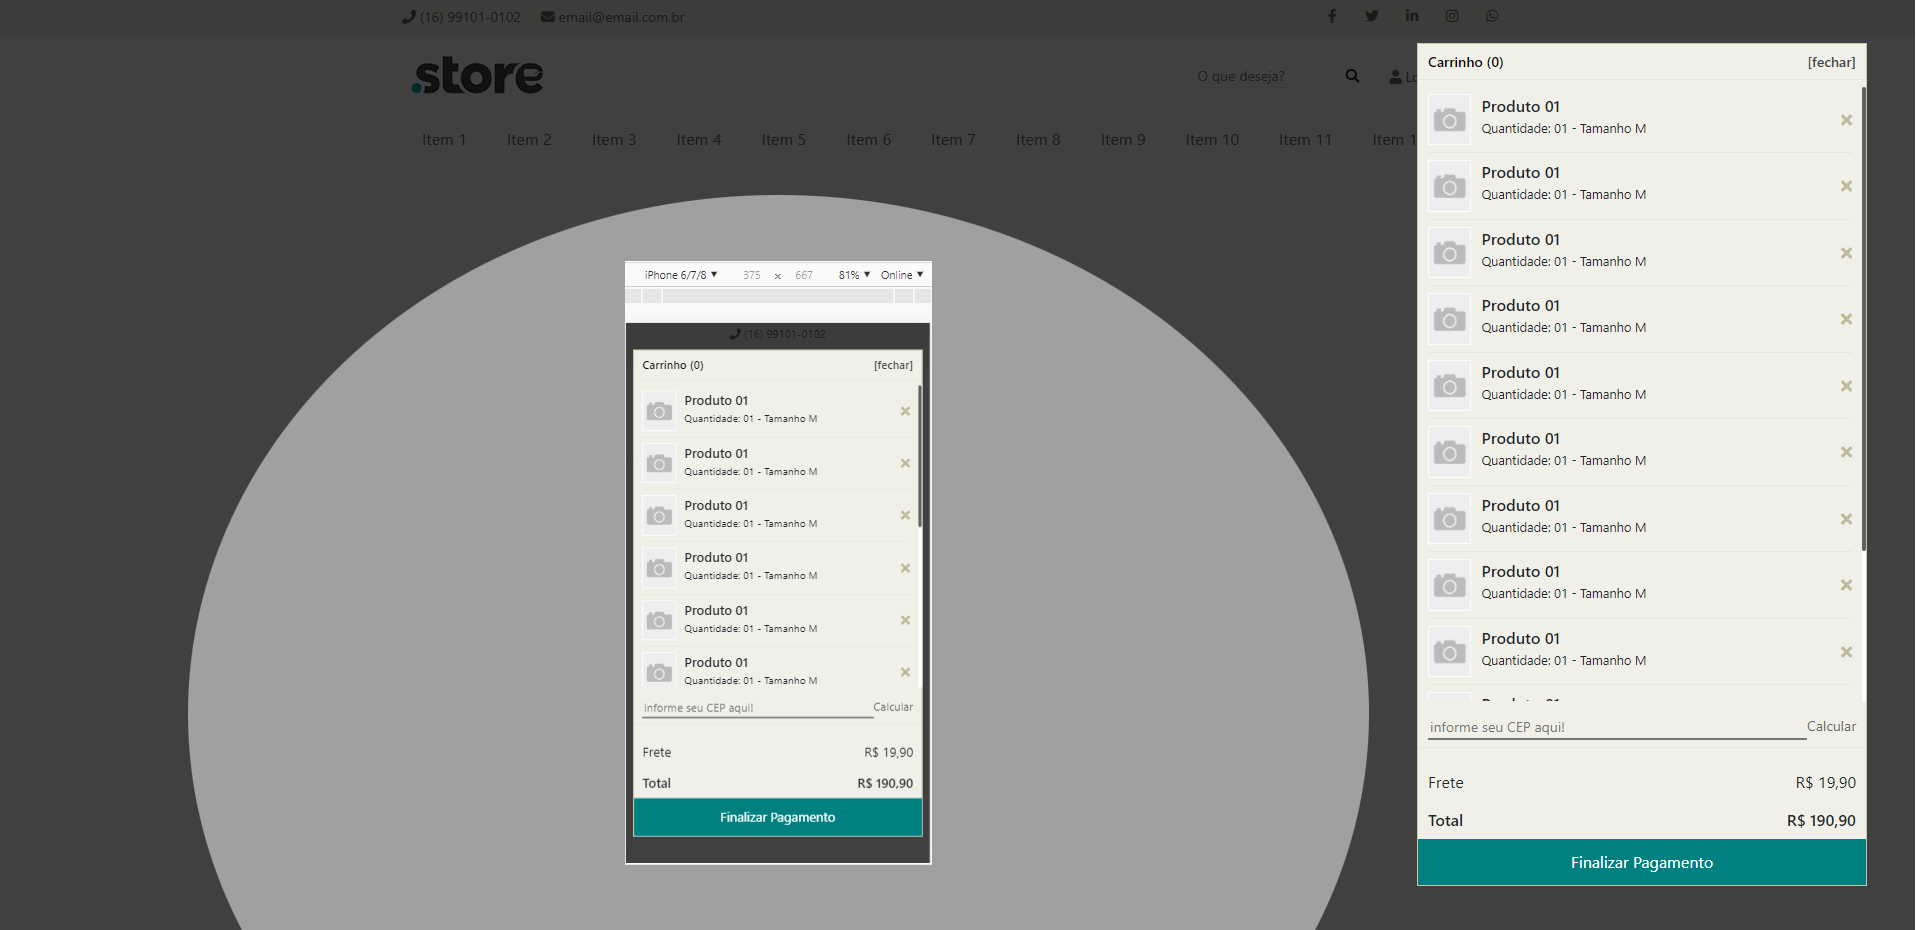 (16) 99101-0102 email@email.com.br
.store
O que deseja?
Item 1 Item 2 Item 3 Item 4 Item 5 Item 6 Item 7 Item 8 Item 9 Item 10 Item 11 Item 1
iPhone 6/7/8 ▼ 375 x 667 81% ▼ Online ▼
(16) 99101-0102
Carrinho (0) [fechar]
Produto 01
Quantidade: 01 - Tamanho M
Produto 01
Quantidade: 01 - Tamanho M
Produto 01
Quantidade: 01 - Tamanho M
Produto 01
Quantidade: 01 - Tamanho M
Produto 01
Quantidade: 01 - Tamanho M
Produto 01
Quantidade: 01 - Tamanho M
informe seu CEP aqui! Calcular
Frete R$ 19,90
Total R$ 190,90
Finalizar Pagamento
Carrinho (0) [fechar]
Produto 01
Quantidade: 01 - Tamanho M
Produto 01
Quantidade: 01 - Tamanho M
Produto 01
Quantidade: 01 - Tamanho M
Produto 01
Quantidade: 01 - Tamanho M
Produto 01
Quantidade: 01 - Tamanho M
Produto 01
Quantidade: 01 - Tamanho M
Produto 01
Quantidade: 01 - Tamanho M
Produto 01
Quantidade: 01 - Tamanho M
Produto 01
Quantidade: 01 - Tamanho M
informe seu CEP aqui! Calcular
Frete R$ 19,90
Total R$ 190,90
Finalizar Pagamento